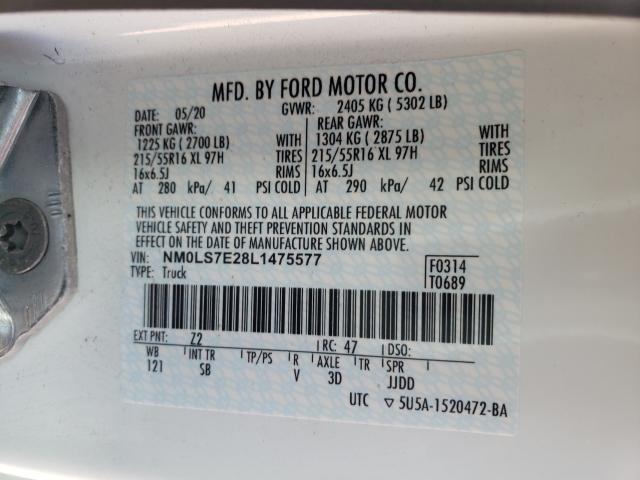 MFD. BY FORD MOTOR CO.
DATE: 05/20 GVWR: 2405 KG ( 5302 LB)
FRONT GAWR: REAR GAWR:
1225 KG ( 2700 LB) WITH 1304 KG ( 2875 LB) WITH
215/55R16 XL 97H TIRES 215/55R16 XL 97H TIRES
16x6.5J RIMS 16x6.5J RIMS
AT 280 kPa/ 41 PSI COLD AT 290 kPa/ 42 PSI COLD
THIS VEHICLE CONFORMS TO ALL APPLICABLE FEDERAL MOTOR
VEHICLE SAFETY AND THEFT PREVENTION STANDARDS IN
EFFECT ON THE DATE OF MANUFACTURE SHOWN ABOVE.
VIN: NM0LS7E28L1475577
TYPE: Truck
F0314
T0689
EXT PNT: Z2 RC: 47 DSO:
WB INT TR TP/PS R AXLE TR SPR
121 SB V 3D JJDD
UTC ▽ 5U5A-1520472-BA